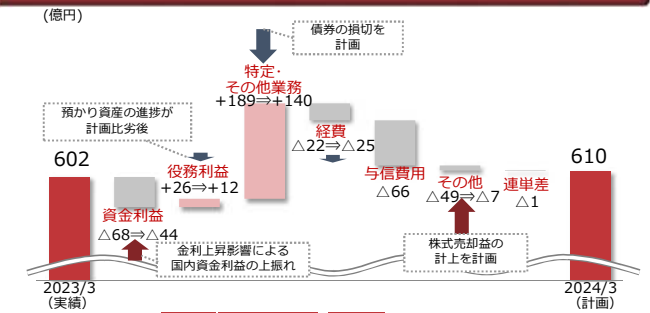 (億円)
債券の損切を
計画
特定・
その他業務
+189⇒+140
預かり資産の進捗が
計画比劣後
経費
△22⇒△25
602
役務利益
+26⇒+12
与信費用
△66
その他
△49⇒△7
連単差
△1
610
資金利益
△68⇒△44
金利上昇影響による
国内資金利益の上振れ
株式売却益の
計上を計画
2023/3
(実績)
2024/3
(計画)